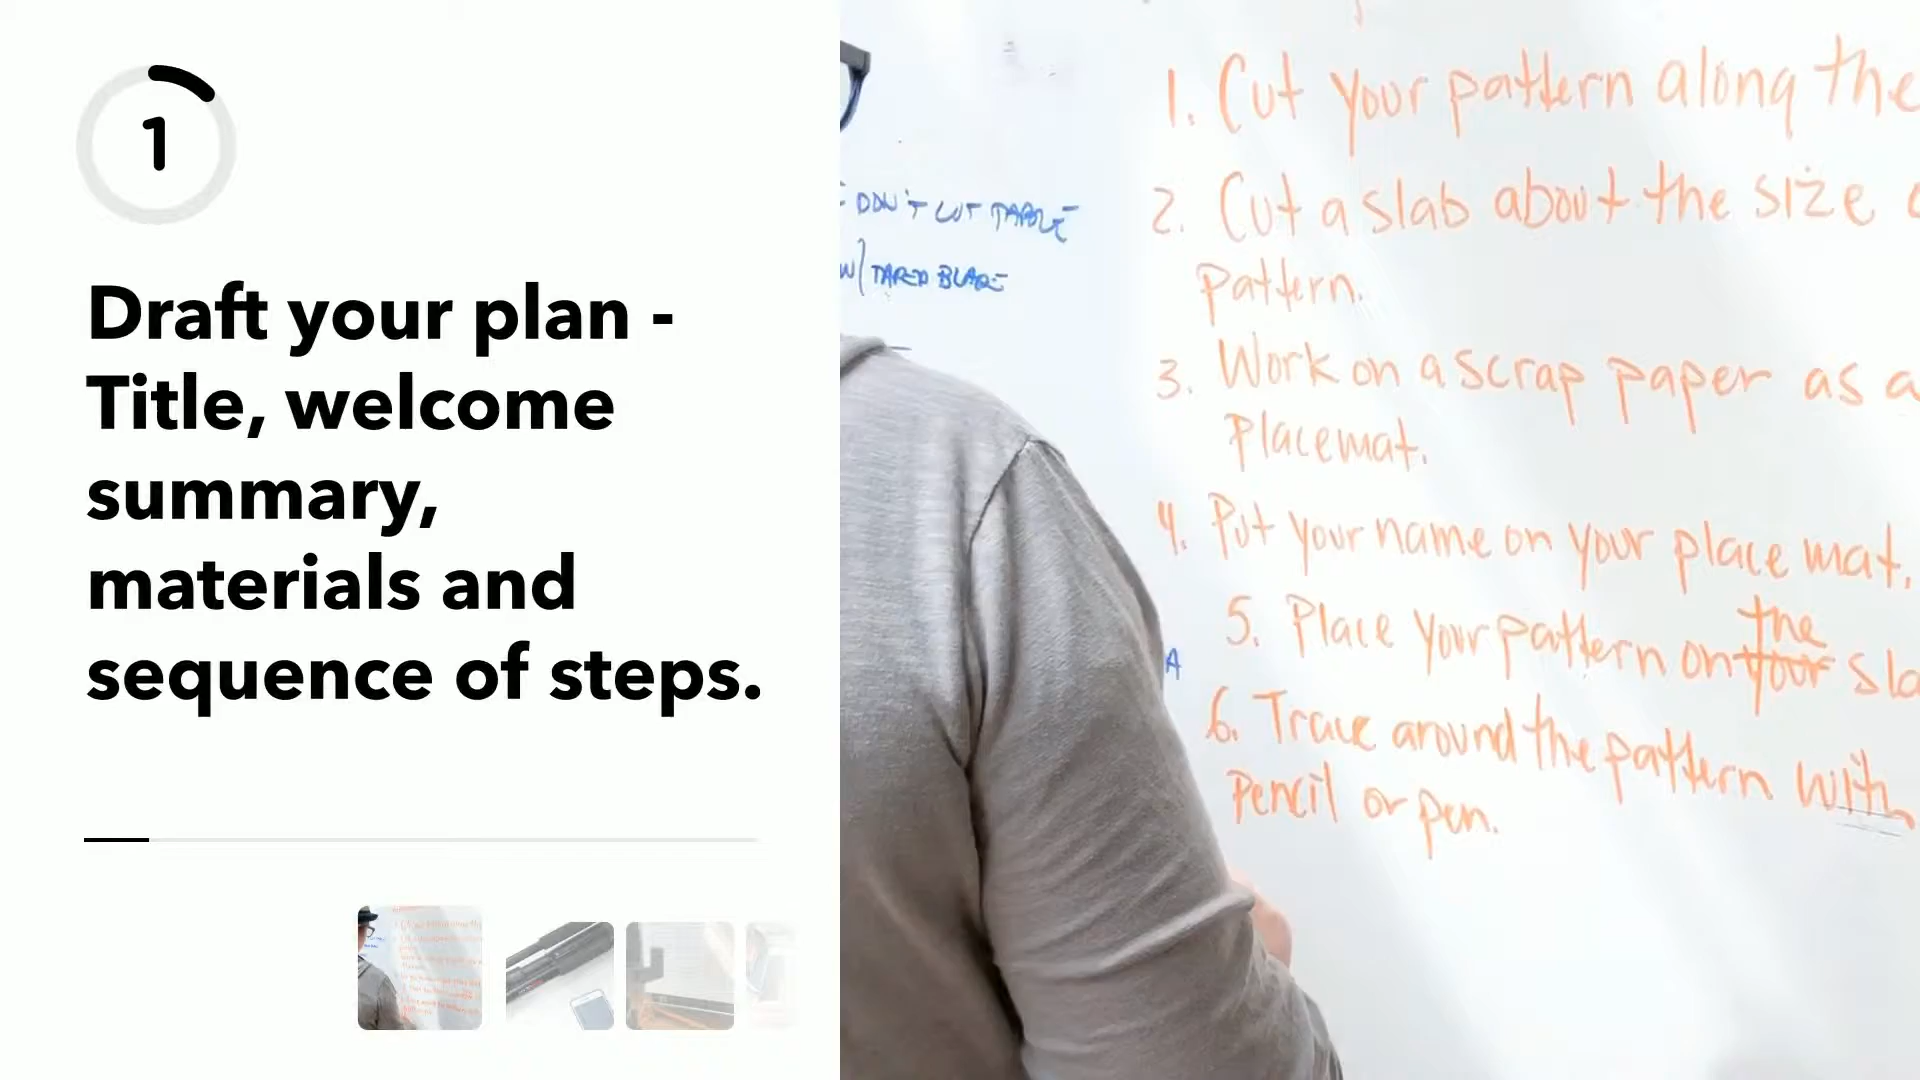 1
Draft your plan -
Title, welcome
summary,
materials and
sequence of steps.
DON'T CUT TABLE
W/ TAPED BLADE
1. Cut your pattern along the
2. Cut a slab about the size
pattern.
3. Work on a scrap paper as a
placemat.
4. Put your name on your place mat.
5. Place your pattern on your the
6. Trace around the pattern with
pencil or pen.
A